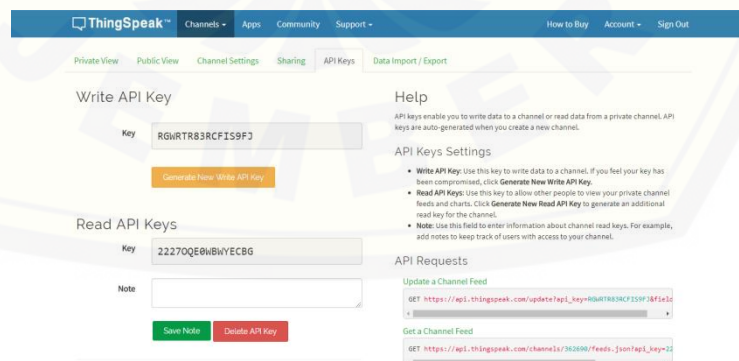 ThingSpeak™ Channels Apps Community Support How to Buy Account Sign Out
Private View Public View Channel Settings Sharing API Keys Data Import / Export
Write API Key
Key RGWRTR83RCFIS9FJ
Generate New Write API Key
Read API Keys
Key 2227OQE0WBWYECBG
Note
Save Note Delete API Key
Help
API keys enable you to write data to a channel or read data from a private channel. API
keys are auto-generated when you create a new channel.
API Keys Settings
• Write API Key: Use this key to write data to a channel. If you feel your key has
been compromised, click Generate New Write API Key.
• Read API Keys: Use this key to allow other people to view your private channel
feeds and charts. Click Generate New Read API Key to generate an additional
read key for the channel.
• Note: Use this field to enter information about channel read keys. For example,
add notes to keep track of users with access to your channel.
API Requests
Update a Channel Feed
GET https://api.thingspeak.com/update?api_key=RGWRTR83RCFIS9FJ&field
Get a Channel Feed
GET https://api.thingspeak.com/channels/362690/feeds.json?api_key=22